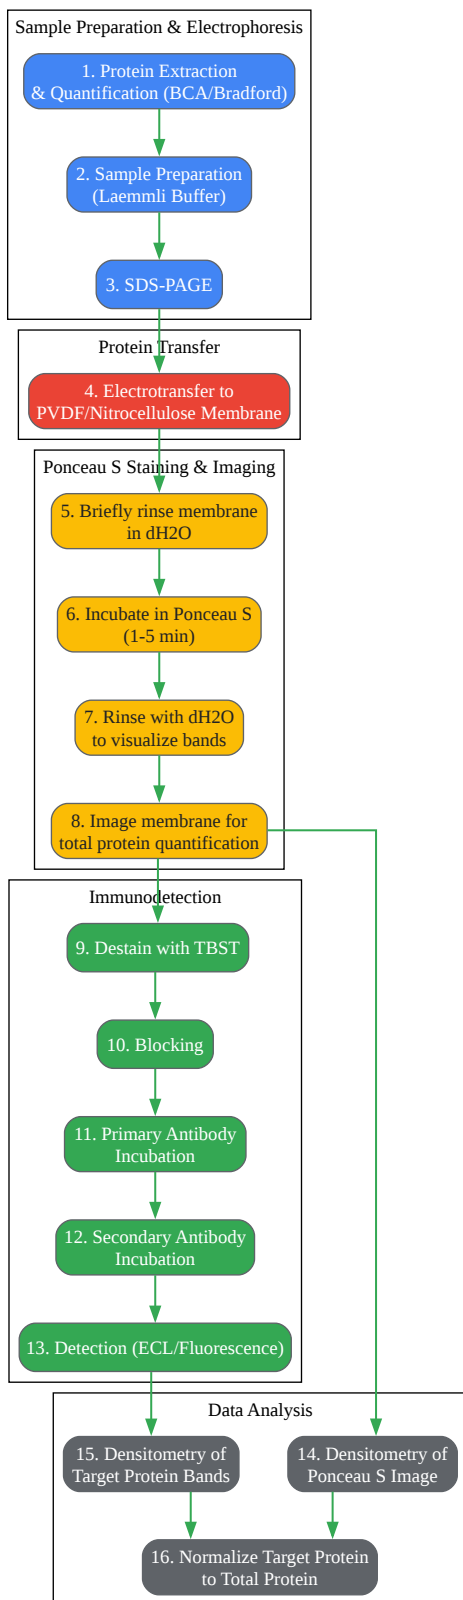 Sample Preparation & Electrophoresis
1. Protein Extraction
& Quantification (BCA/Bradford)
2. Sample Preparation
(Laemmli Buffer)
3. SDS-PAGE
Protein Transfer
4. Electrotransfer to
PVDF/Nitrocellulose Membrane
Ponceau S Staining & Imaging
5. Briefly rinse membrane
in dH2O
6. Incubate in Ponceau S
(1-5 min)
7. Rinse with dH2O
to visualize bands
8. Image membrane for
total protein quantification
Immunodetection
9. Destain with TBST
10. Blocking
11. Primary Antibody
Incubation
12. Secondary Antibody
Incubation
13. Detection (ECL/Fluorescence)
Data Analysis
15. Densitometry of
Target Protein Bands
14. Densitometry of
Ponceau S Image
16. Normalize Target Protein
to Total Protein